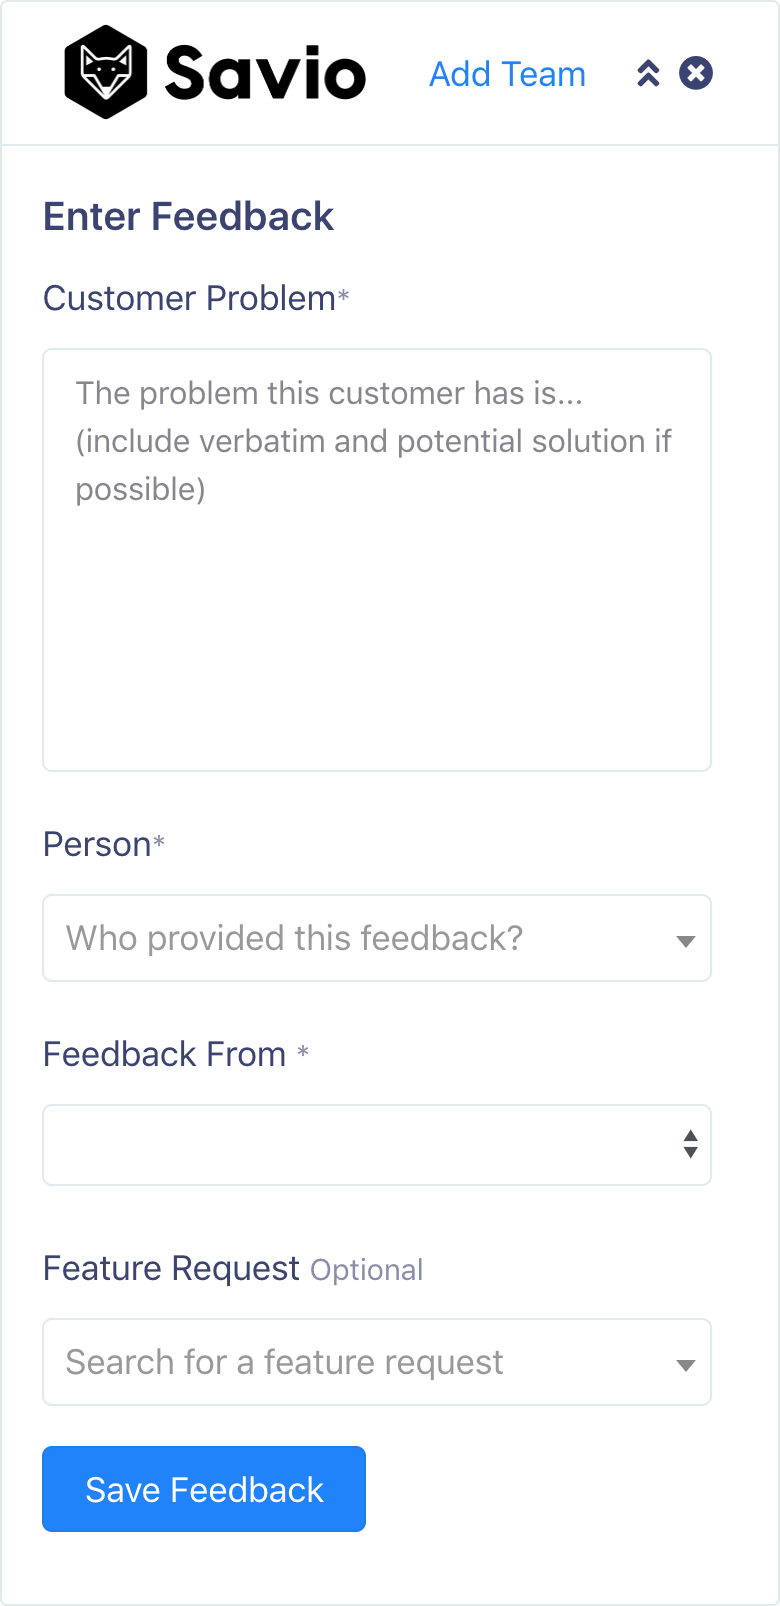 Savio
Add Team
Enter Feedback
Customer Problem*
The problem this customer has is...
(include verbatim and potential solution if
possible)
Person*
Who provided this feedback?
Feedback From *
Feature Request Optional
Search for a feature request
Save Feedback